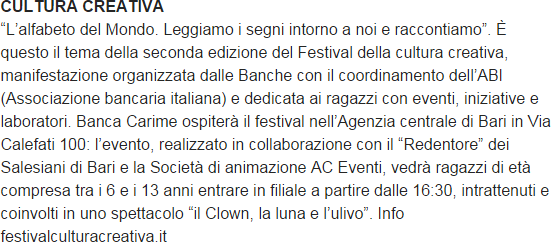 CULTURA CREATIVA
“L’alfabeto del Mondo. Leggiamo i segni intorno a noi e raccontiamo”. È
questo il tema della seconda edizione del Festival della cultura creativa,
manifestazione organizzata dalle Banche con il coordinamento dell’ABI
(Associazione bancaria italiana) e dedicata ai ragazzi con eventi, iniziative e
laboratori. Banca Carime ospiterà il festival nell’Agenzia centrale di Bari in Via
Calefati 100: l’evento, realizzato in collaborazione con il “Redentore” dei
Salesiani di Bari e la Società di animazione AC Eventi, vedrà ragazzi di età
compresa tra i 6 e i 13 anni entrare in filiale a partire dalle 16:30, intrattenuti e
coinvolti in uno spettacolo “il Clown, la luna e l’ulivo”. Info
festivalculturacreativa.it